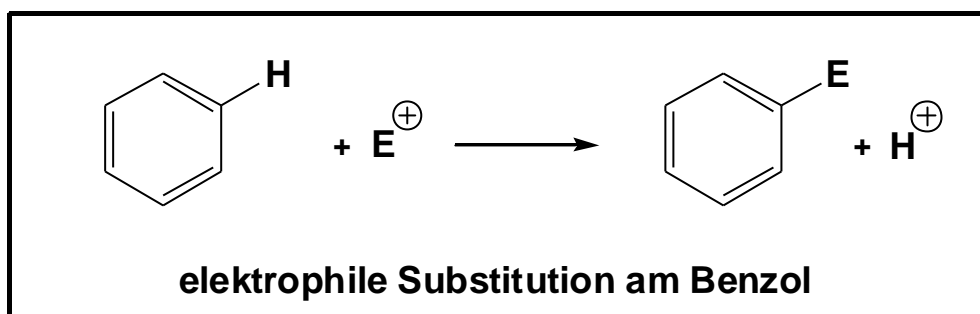 H E
+ E⊕ + H⊕
elektrophile Substitution am Benzol